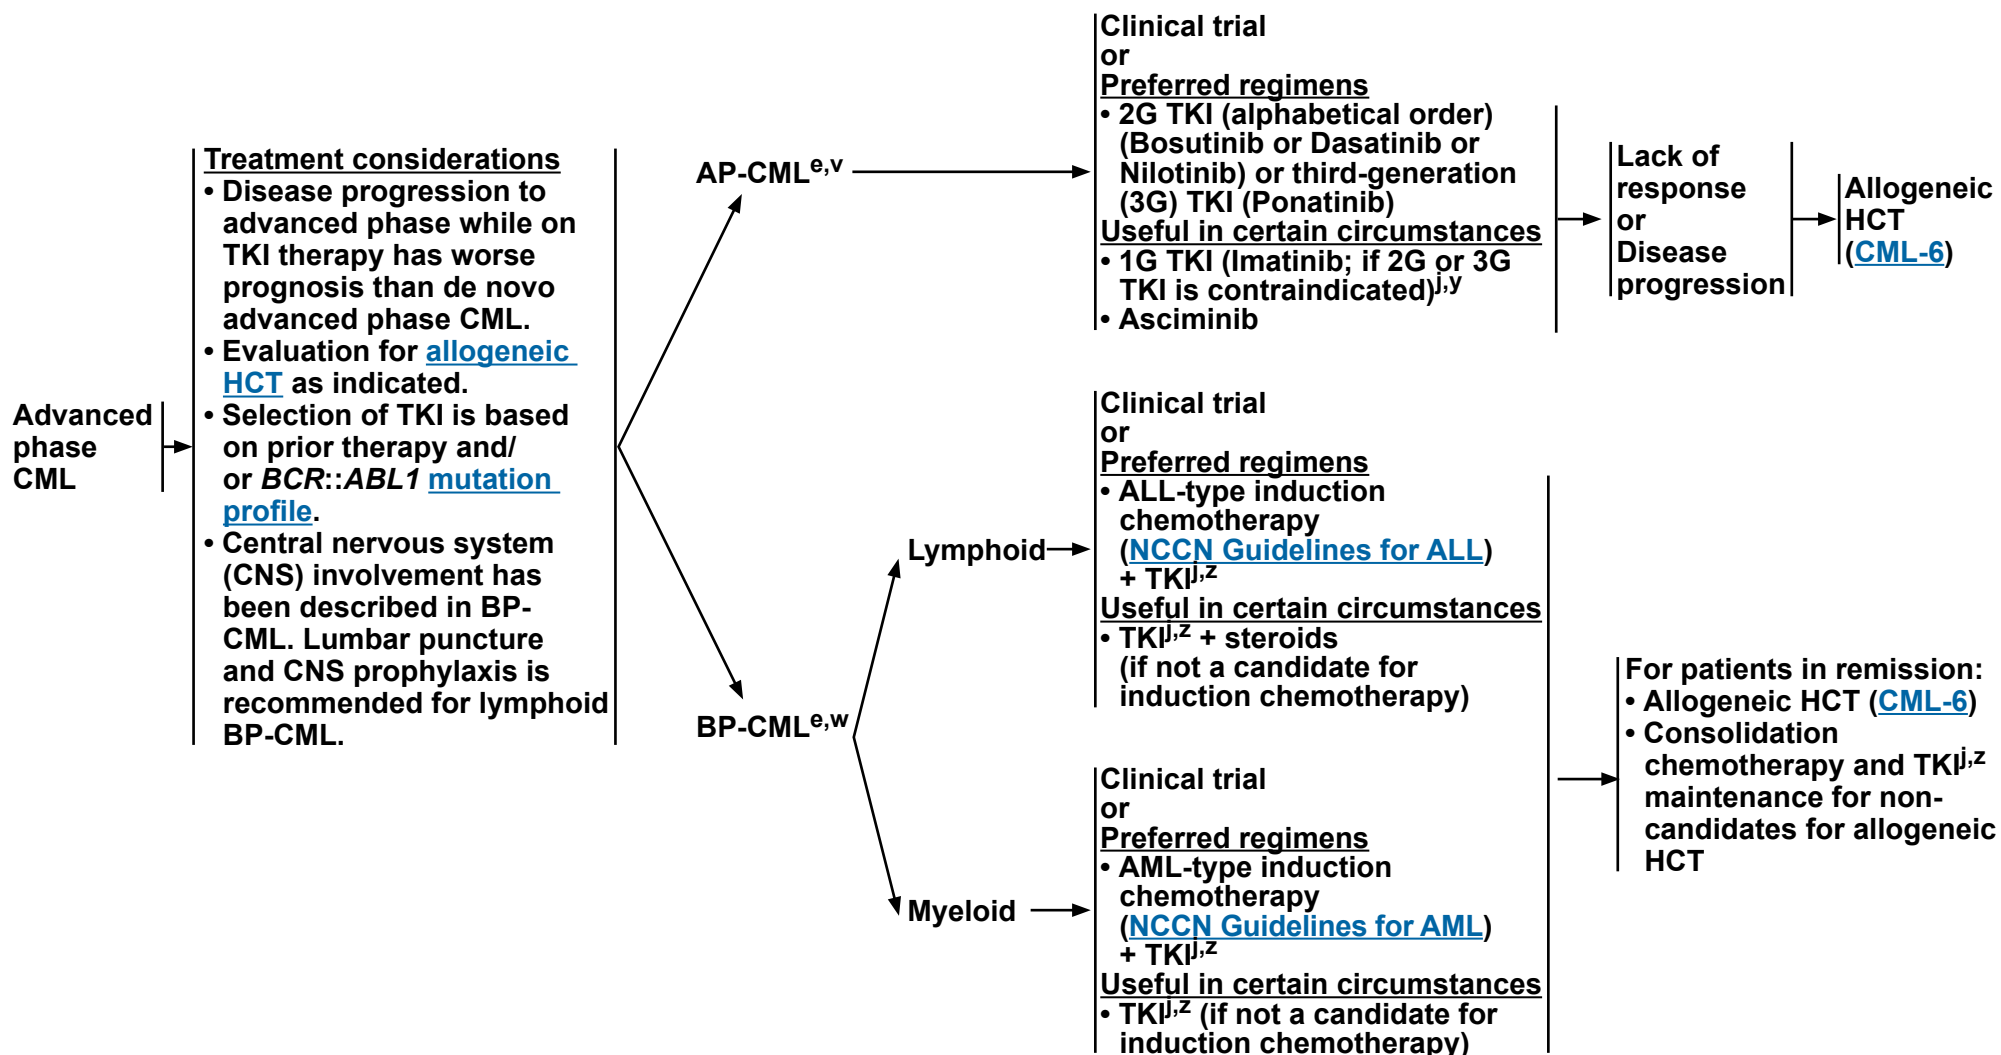 Advanced
phase
CML
Treatment considerations
• Disease progression to
advanced phase while on
TKI therapy has worse
prognosis than de novo
advanced phase CML.
• Evaluation for allogeneic
HCT as indicated.
• Selection of TKI is based
on prior therapy and/
or BCR::ABL1 mutation
profile.
• Central nervous system
(CNS) involvement has
been described in BP-
CML. Lumbar puncture
and CNS prophylaxis is
recommended for lymphoid
BP-CML.
AP-CMLe,v
Clinical trial
or
Preferred regimens
• 2G TKI (alphabetical order)
(Bosutinib or Dasatinib or
Nilotinib) or third-generation
(3G) TKI (Ponatinib)
Useful in certain circumstances
• 1G TKI (Imatinib; if 2G or 3G
TKI is contraindicated)j,y
• Asciminib
Lack of
response
or
Disease
progression
Allogeneic
HCT
(CML-6)
BP-CMLe,w
Lymphoid
Clinical trial
or
Preferred regimens
• ALL-type induction
chemotherapy
(NCCN Guidelines for ALL)
+ TKIj,z
Useful in certain circumstances
• TKIj,z + steroids
(if not a candidate for
induction chemotherapy)
Myeloid
Clinical trial
or
Preferred regimens
• AML-type induction
chemotherapy
(NCCN Guidelines for AML)
+ TKIj,z
Useful in certain circumstances
• TKIj,z (if not a candidate for
induction chemotherapy)
For patients in remission:
• Allogeneic HCT (CML-6)
• Consolidation
chemotherapy and TKIj,z
maintenance for non-
candidates for allogeneic
HCT